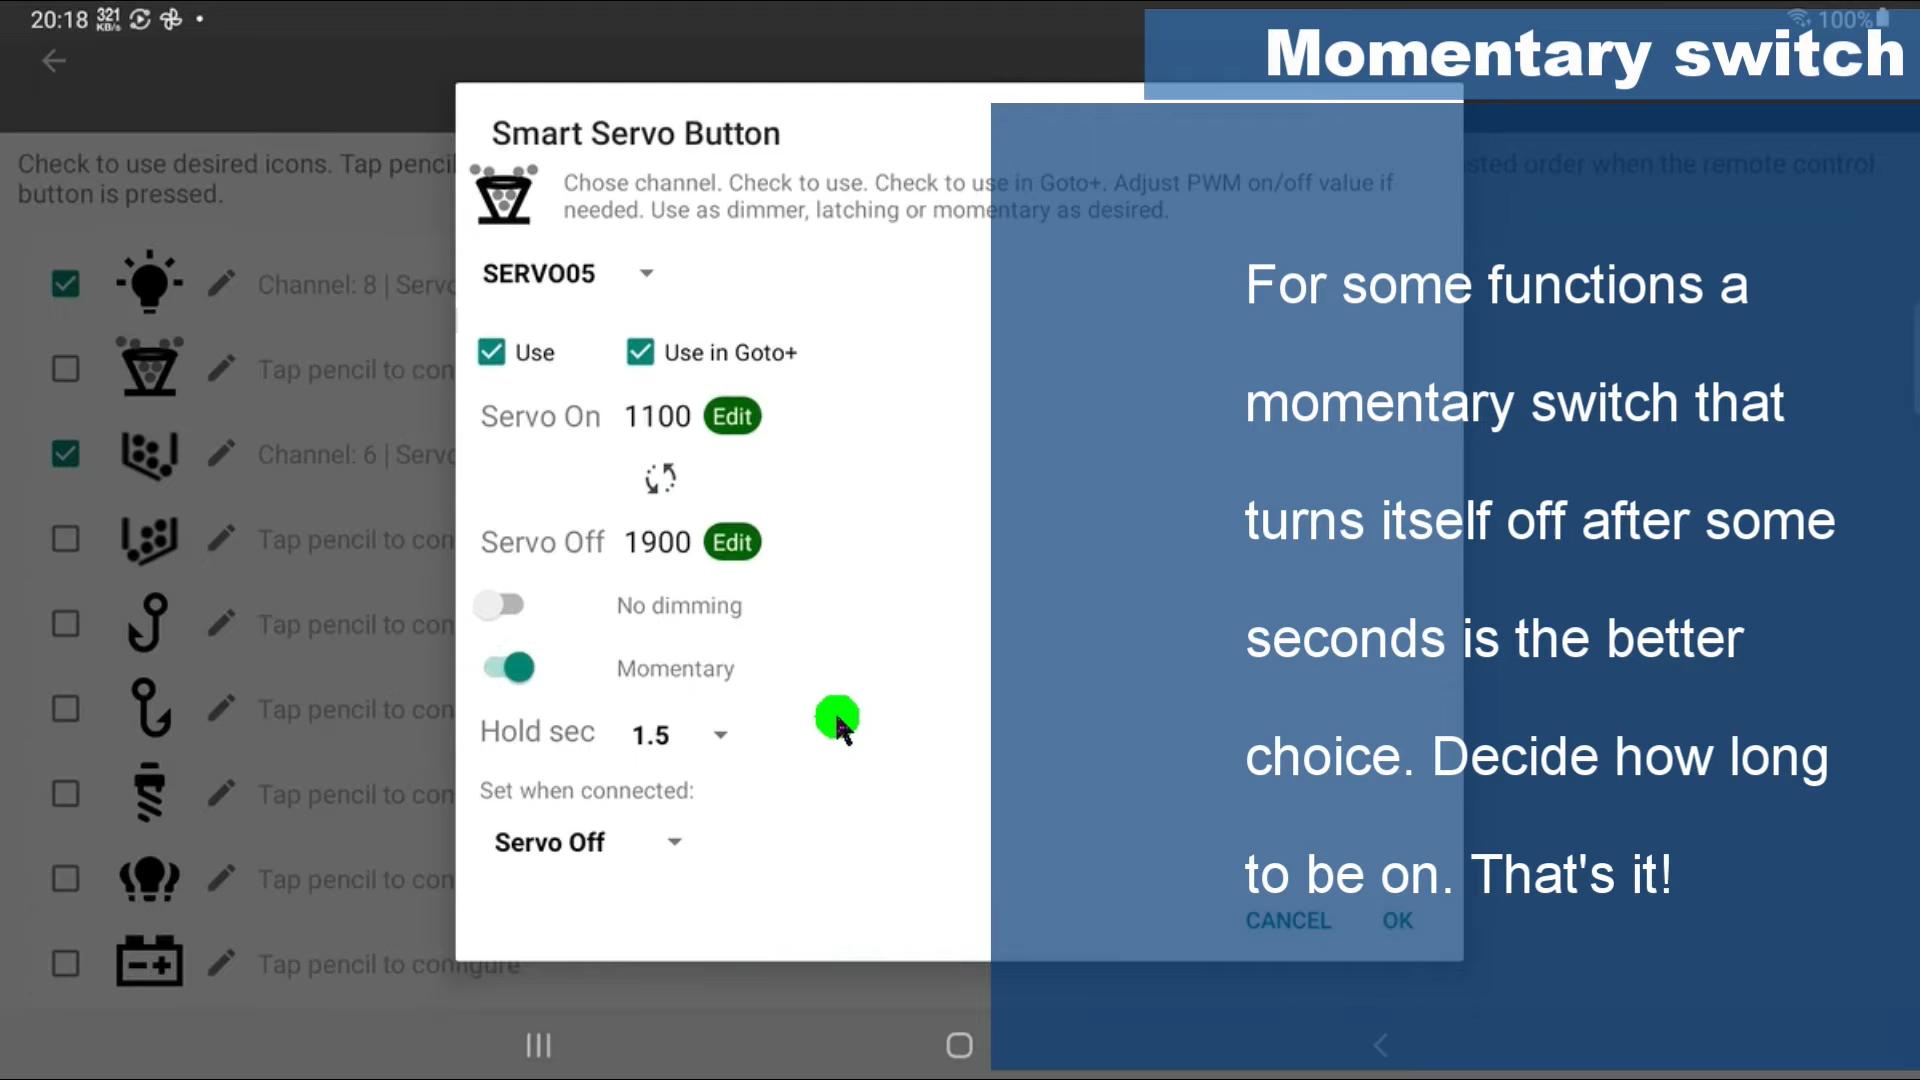 20:18 321 KB/s 100%
Momentary switch
Smart Servo Button
Check to use desired icons. Tap pencil
button is pressed.
sted order when the remote control
Chose channel. Check to use. Check to use in Goto+. Adjust PWM on/off value if
needed. Use as dimmer, latching or momentary as desired.
SERVO05
Channel: 8 | Servo
Use Use in Goto+
Tap pencil to con
Servo On 1100 Edit
Channel: 6 | Servo
Servo Off 1900 Edit
Tap pencil to con
No dimming
Tap pencil to con
Momentary
Tap pencil to con
Hold sec 1.5
Set when connected:
Tap pencil to con
Servo Off
Tap pencil to con
Tap pencil to configure
For some functions a
momentary switch that
turns itself off after some
seconds is the better
choice. Decide how long
to be on. That's it!
CANCEL OK